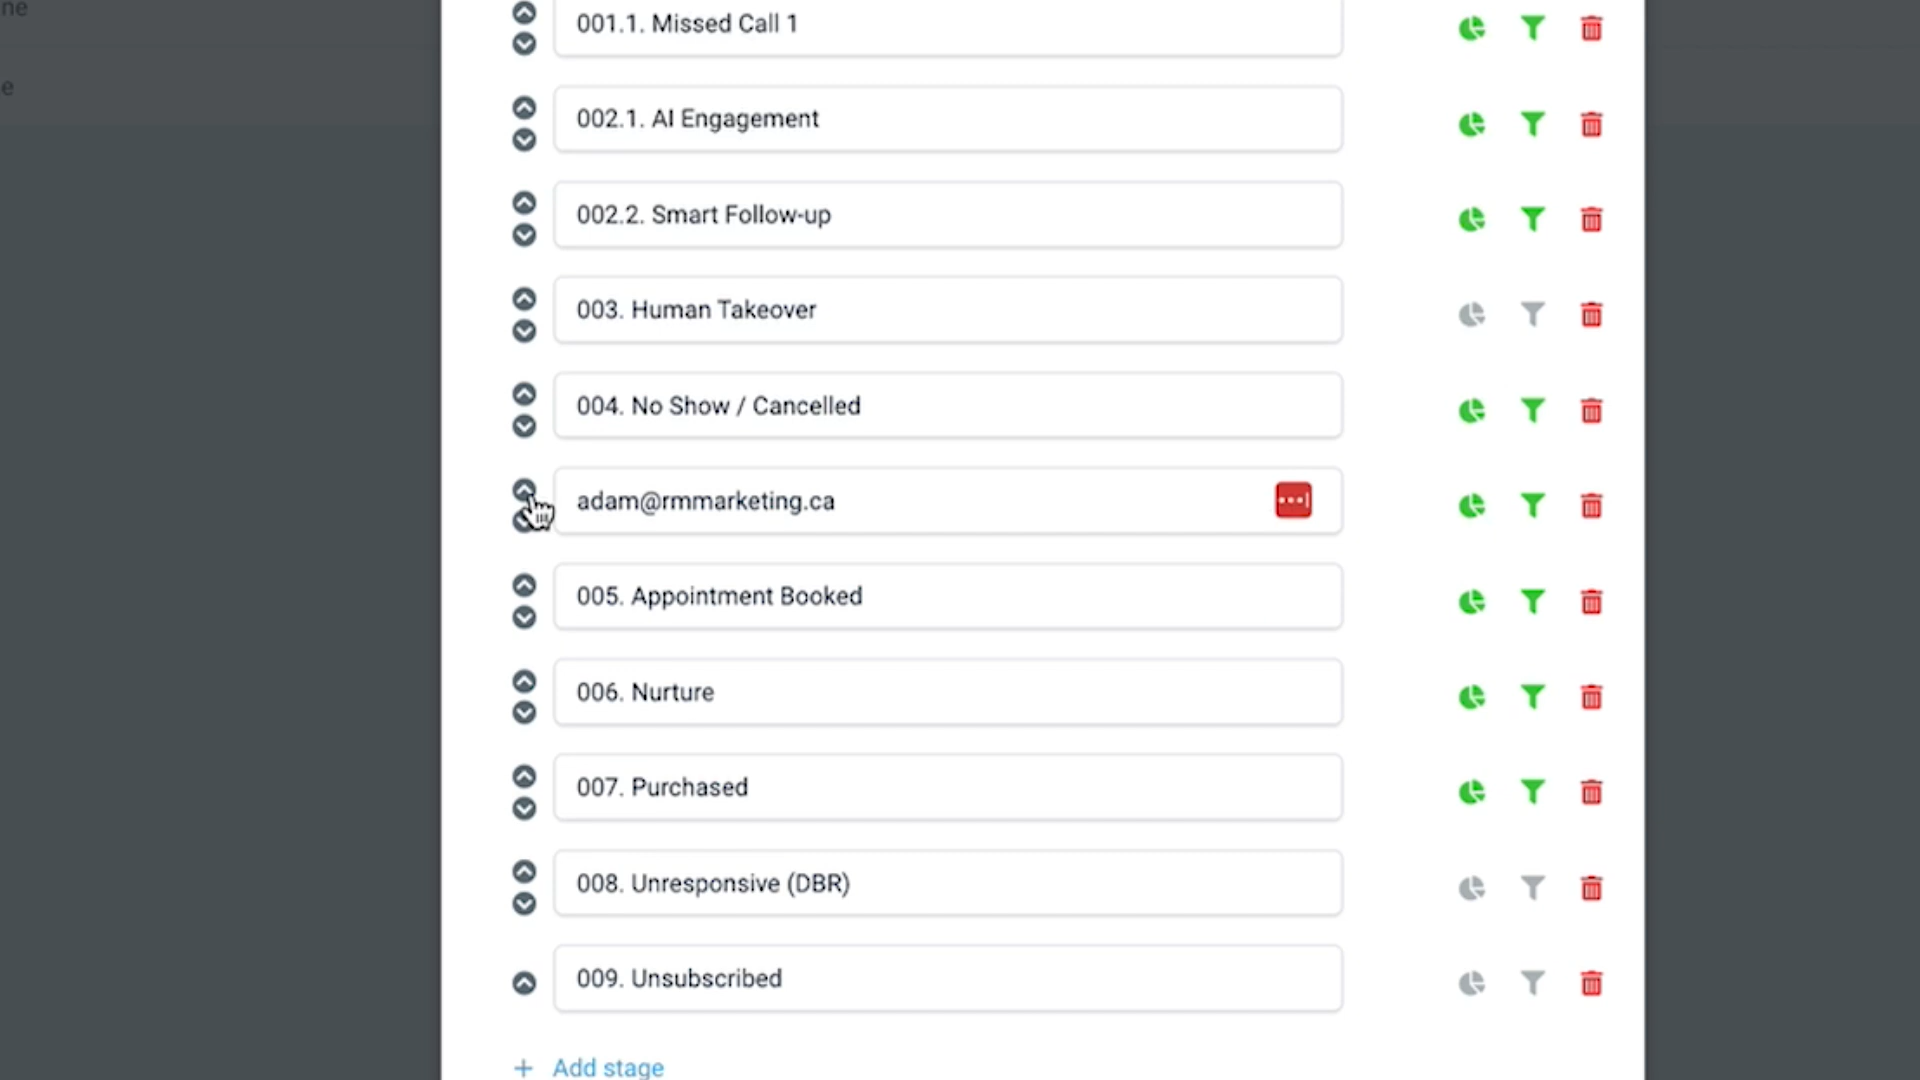 ne
001.1. Missed Call 1
e
002.1. AI Engagement
002.2. Smart Follow-up
003. Human Takeover
004. No Show / Cancelled
adam@rmmarketing.ca
005. Appointment Booked
006. Nurture
007. Purchased
008. Unresponsive (DBR)
009. Unsubscribed
+ Add stage